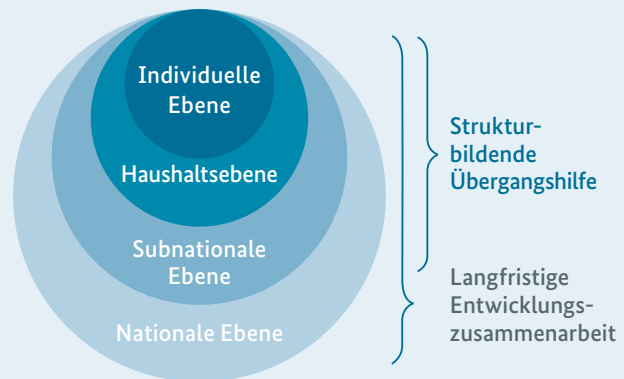 Individuelle
Ebene
Haushaltsebene
Subnationale
Ebene
Nationale Ebene
Struktur-
bildende
Übergangshilfe
Langfristige
Entwicklungs-
zusammenarbeit